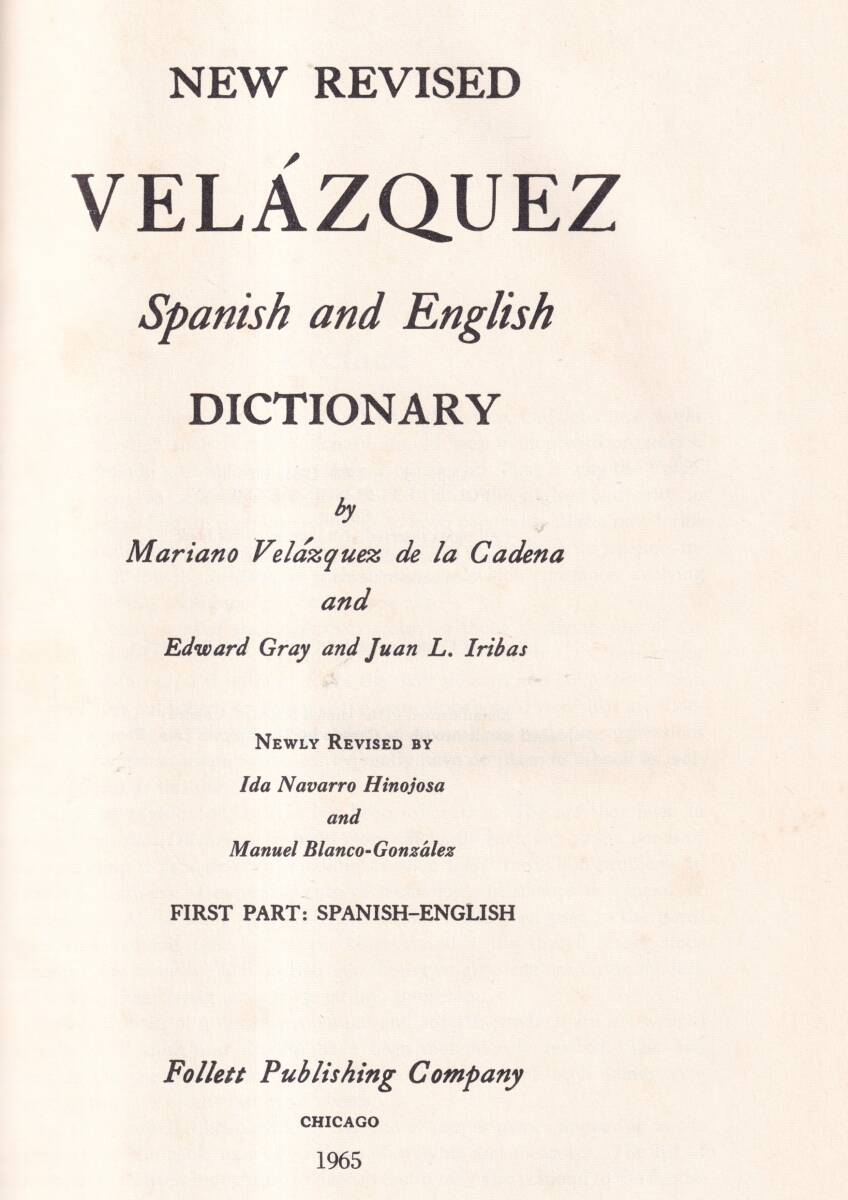 NEW REVISED
VELÁZQUEZ
Spanish and English
DICTIONARY
by
Mariano Velázquez de la Cadena
and
Edward Gray and Juan L. Iribas
NEWLY REVISED BY
Ida Navarro Hinojosa
and
Manuel Blanco-González
FIRST PART: SPANISH–ENGLISH
Follett Publishing Company
CHICAGO
1965